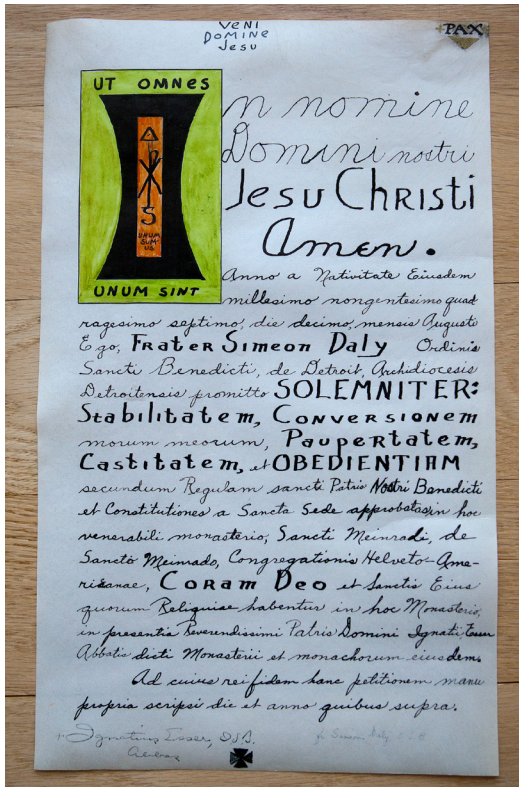 VENI
DOMINE
Jesu
PAX
UT OMNES
UNUM SUMUS
UNUM SINT
In nomine
Domini nostri
Jesu Christi
Amen.
Anno a Nativitate Eiusdem
millesimo nongentesimo quad-
ragesimo septimo, die decimo, mensis Augusti
Ego, Frater Simeon Daly Ordinis
Sancti Benedicti, de Detroit, Archidiocesis
Detroitensis promitto SOLEMNITER:
Stabilitatem, Conversionem
morum meorum, Paupertatem,
Castitatem, et OBEDIENTIAM
secundum Regulam sancti Patris Nostri Benedicti
et Constitutiones a Sancta Sede approbatas, in hoc
venerabili monasterio, Sancti Meinradi, de
Sancto Meinrado, Congregationis Helveto-Ame-
ricanae, Coram Deo et Sanctis Eius
quorum Reliquiae habentur in hoc Monasterio,
in presentia Reverendissimi Patris Domini Ignatii Esser
Abbatis dicti Monasterii et monachorum eiusdem.
Ad cuius rei fidem hanc petitionem manu
propria scripsi die et anno quibus supra.
+ Ignatius Esser, O.S.B. fr Simeon Daly O.S.B.
Abbas